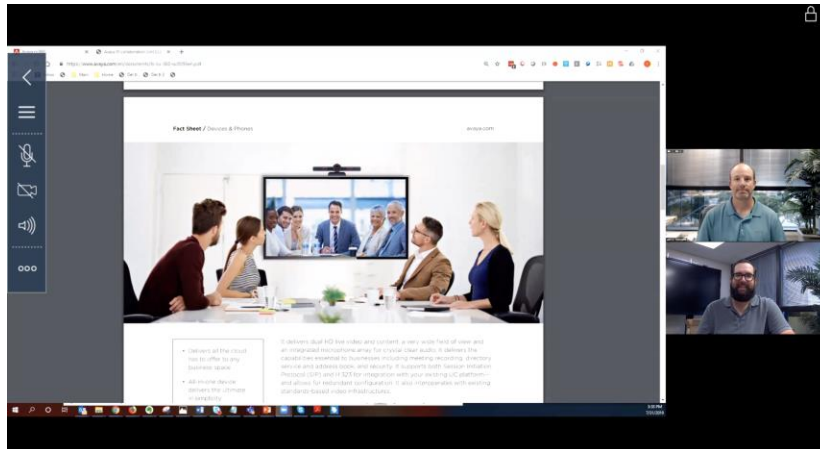 https://www.avaya.com/
Fact Sheet / Devices & Phones
avaya.com
• Delivers all the cloud
has to offer to any
business space
• All-in-one device
delivers the ultimate
in simplicity
It delivers dual HD live video and content, a very wide field of view and
an integrated microphone array for crystal clear audio. It delivers the
capabilities essential to businesses including meeting recording, directory
service and address book, and security. It supports both Session Initiation
Protocol (SIP) and H.323 for integration with your existing UC platform—
and allows for redundant configuration. It also interoperates with existing
standards-based video infrastructures.